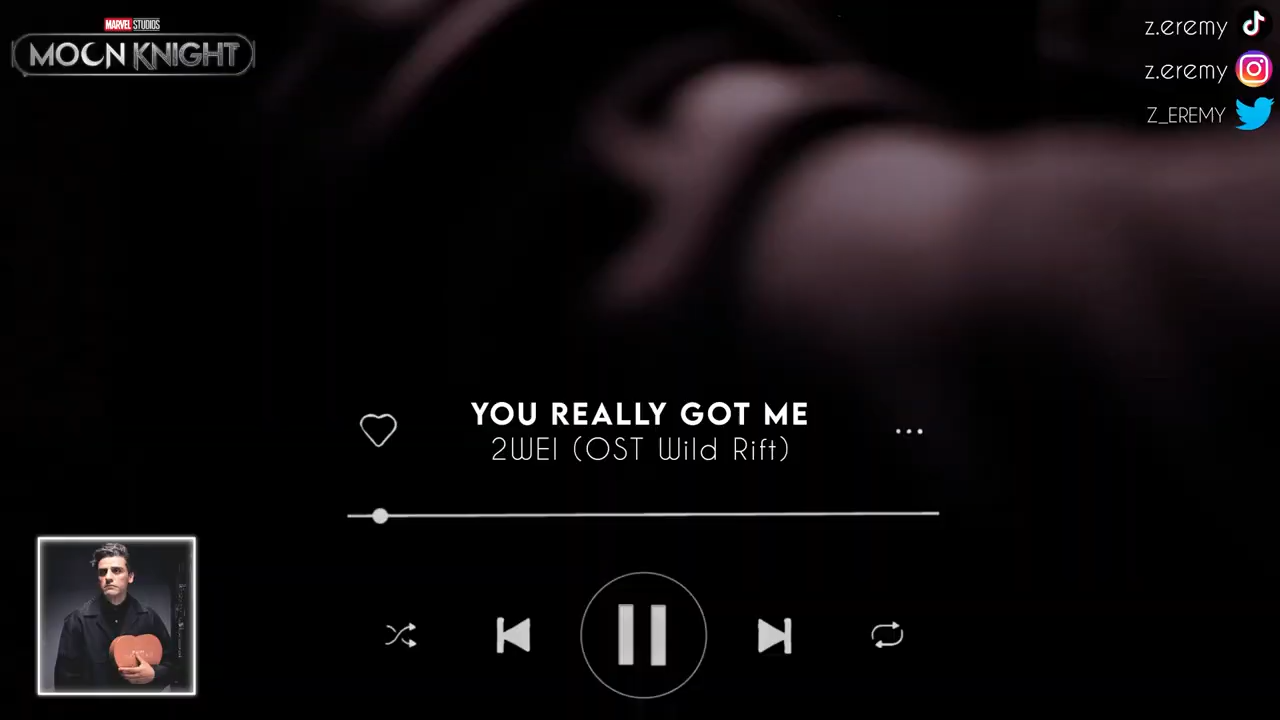 MARVEL STUDIOS
MOON KNIGHT
z.eremy
z.eremy
Z_EREMY
YOU REALLY GOT ME
2WEI (OST Wild Rift)